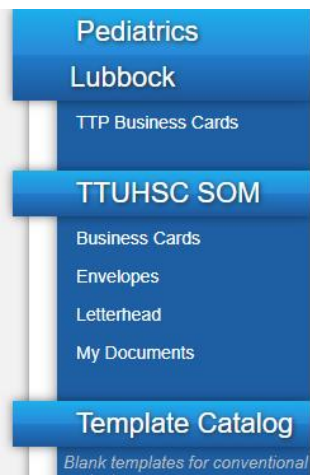 Pediatrics
Lubbock
TTP Business Cards
TTUHSC SOM
Business Cards
Envelopes
Letterhead
My Documents
Template Catalog
Blank templates for conventional